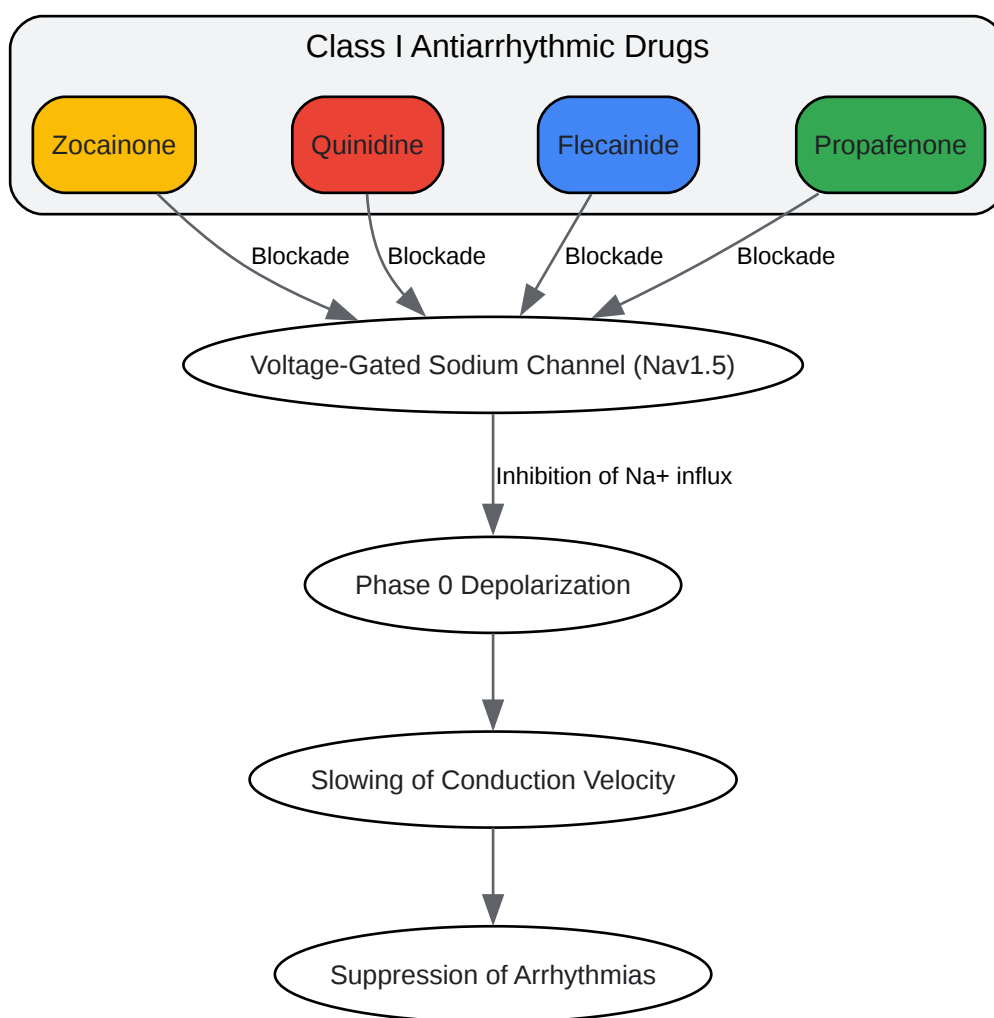 Class I Antiarrhythmic Drugs
Zocainone
Quinidine
Flecainide
Propafenone
Blockade
Blockade
Blockade
Blockade
Voltage-Gated Sodium Channel (Nav1.5)
Inhibition of Na+ influx
Phase 0 Depolarization
Slowing of Conduction Velocity
Suppression of Arrhythmias